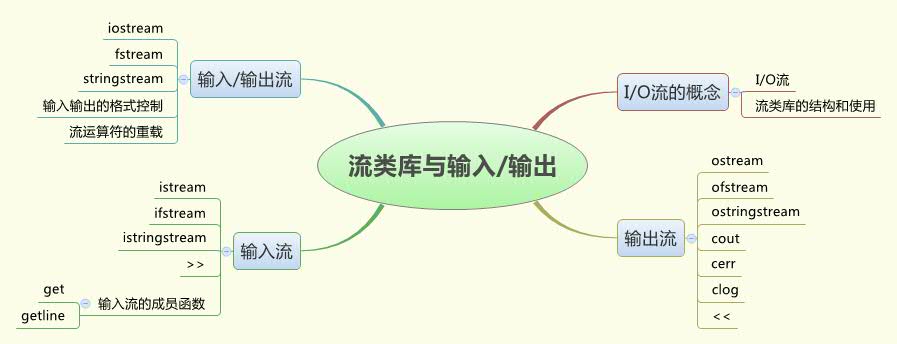 流类库与输入/输出
I/O流的概念
I/O流
流类库的结构和使用
输出流
ostream
ofstream
ostringstream
cout
cerr
clog
<<
输入流
istream
ifstream
istringstream
>>
输入流的成员函数
get
getline
输入/输出流
iostream
fstream
stringstream
输入输出的格式控制
流运算符的重载